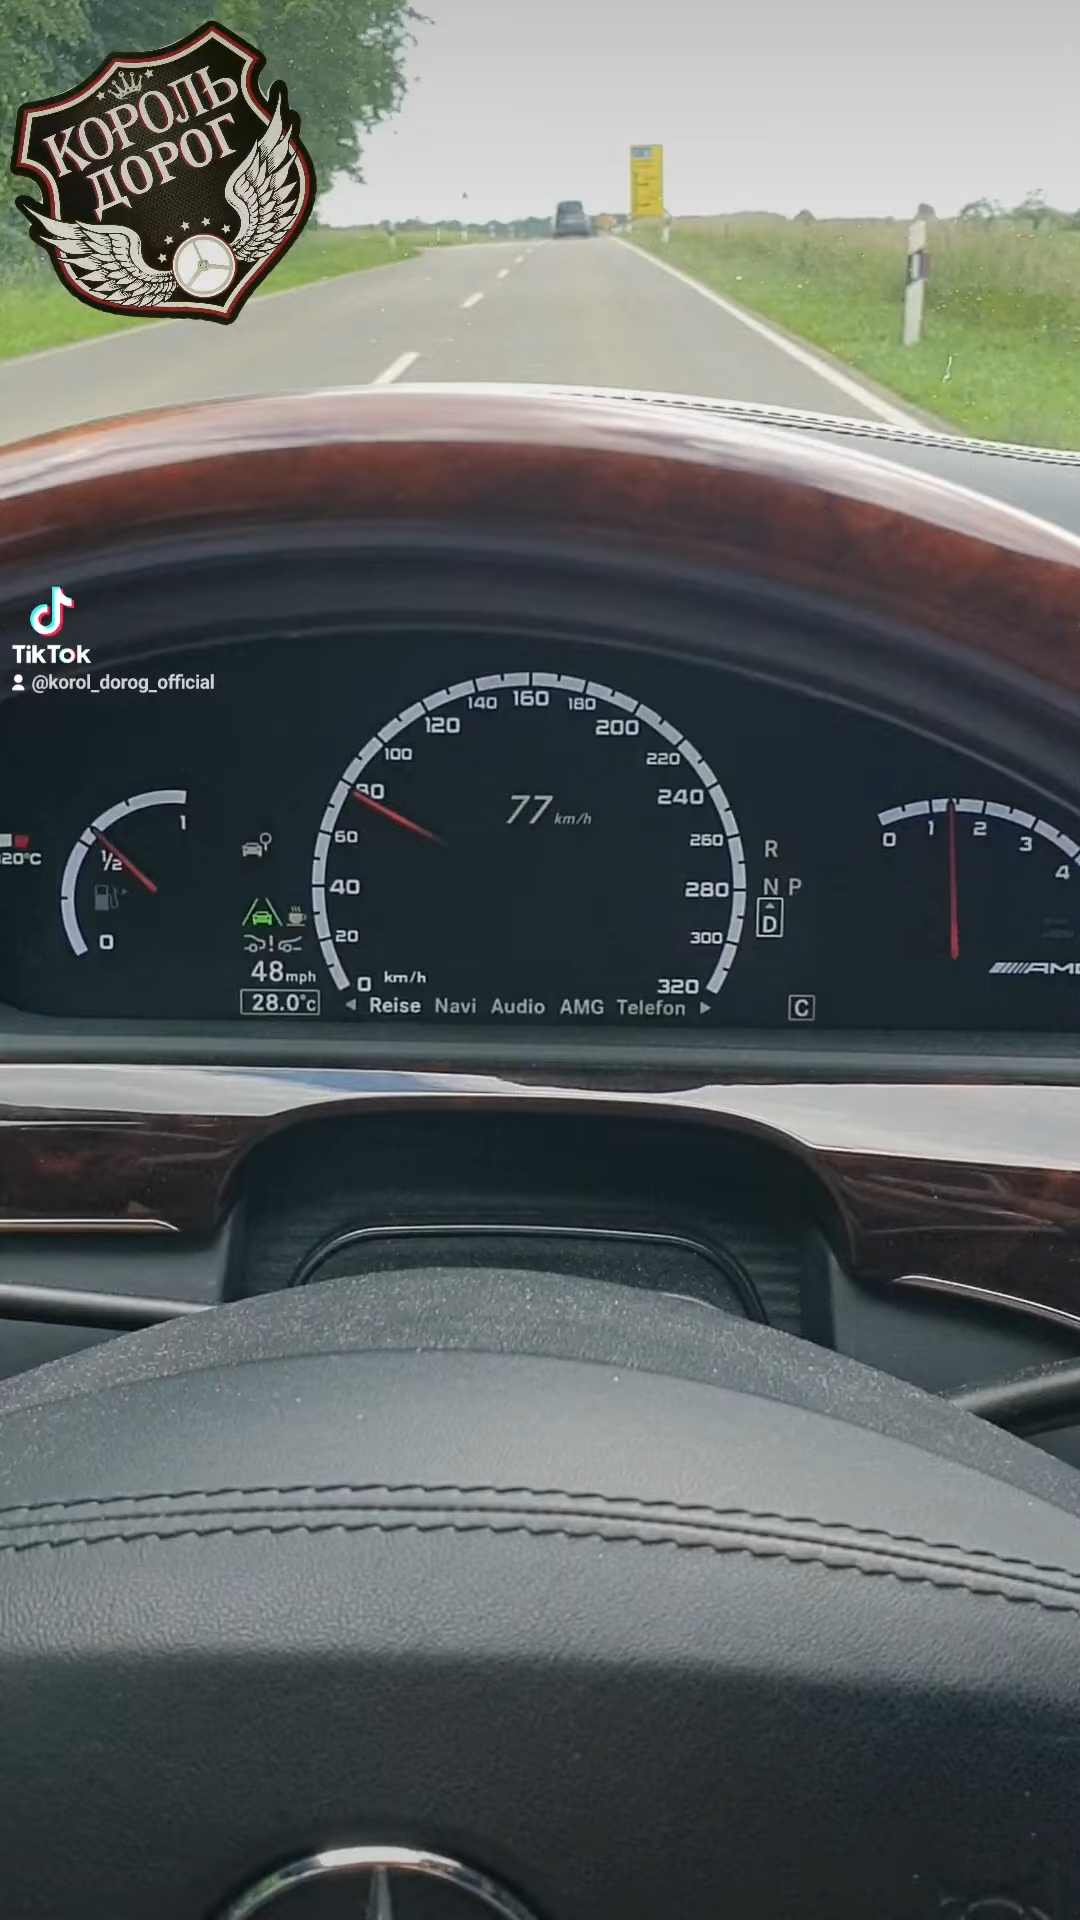 КОРОЛЬ
ДОРОГ
TikTok
@korol_dorog_official
120
140
160
180
200
100
220
80
77 km/h
240
60
260
40
280
20
300
0
km/h
320
1
1/2
0
20°C
48 mph
28.0°C
Reise Navi Audio AMG Telefon
R
N P
D
C
0
1
2
3
4
AMG